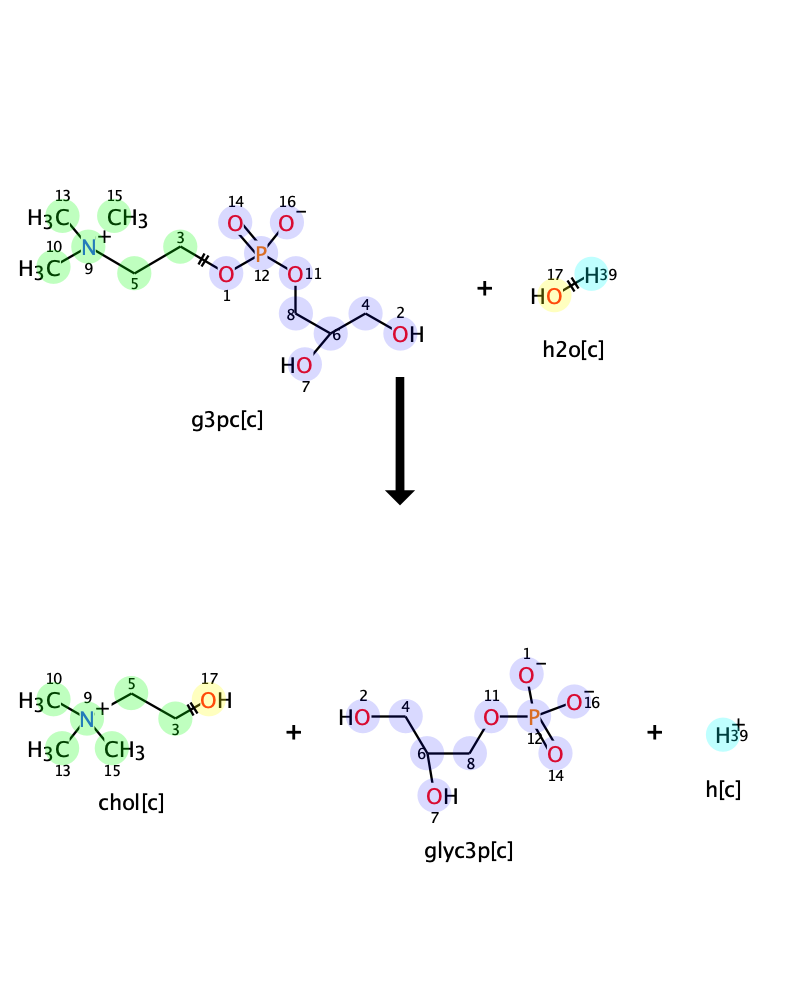 13 15 14 16
H3C CH3 O O−
10 N+ 3 P
H3C 9 5 O 1 12 O 11
8 4 2
6 OH
HO
7
+
17 H39
HO
h2o[c]
g3pc[c]
10 9 5 17
H3C N+ OH
H3C CH3 3
13 15
chol[c]
+
1
O−
2 4 11 O−16
HO O P
12
6 8 O
14
OH
7
glyc3p[c]
+
H+39
h[c]